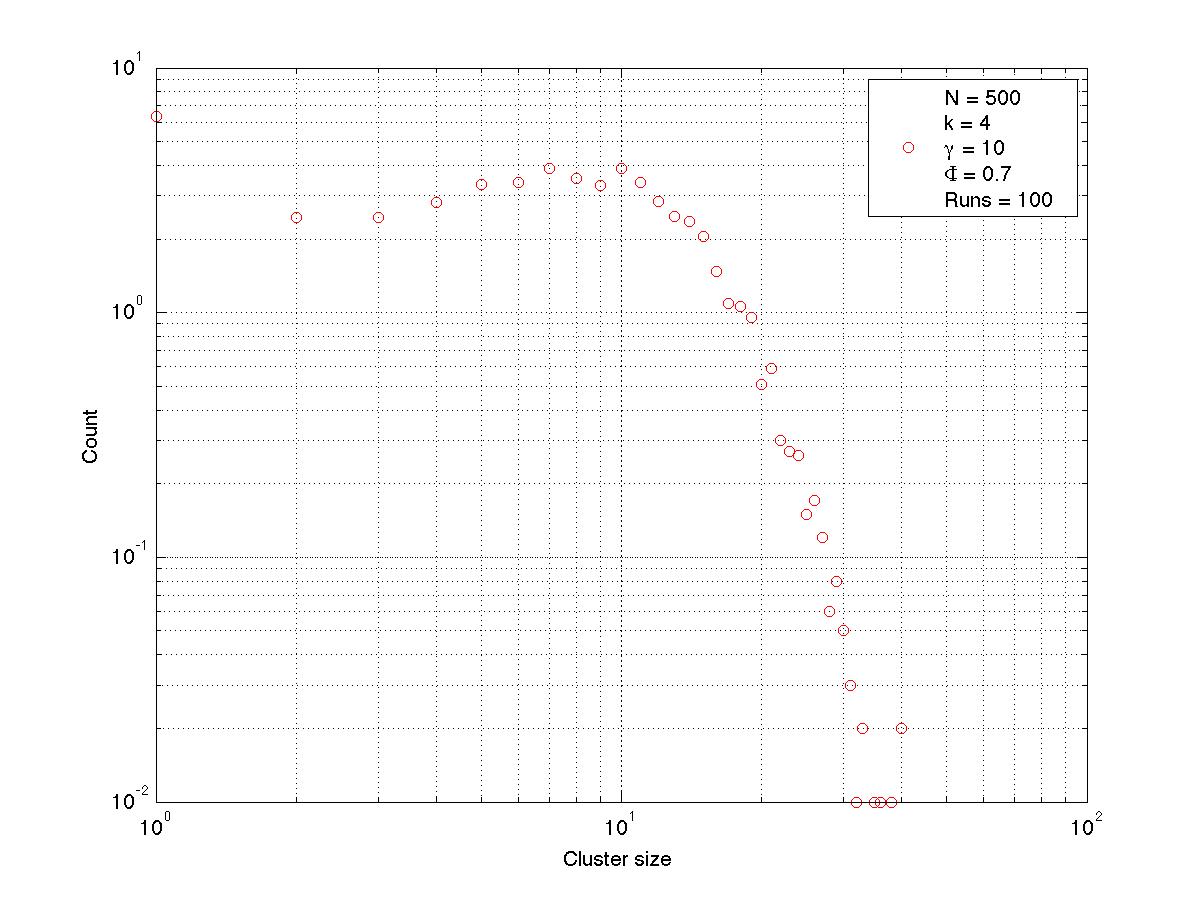 10^1
10^0
10^-1
10^-2
Count
10^0 10^1 10^2
Cluster size
N = 500
k = 4
γ = 10
Φ = 0.7
Runs = 100